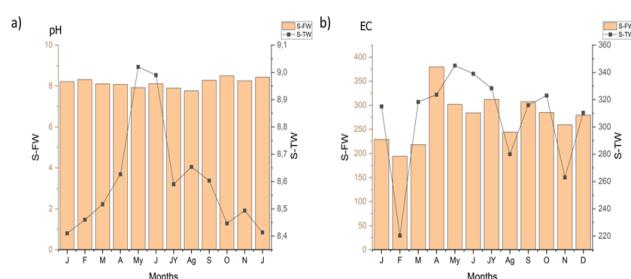 a)
pH
S-FW
S-TW
10
8
6
4
2
0
S-FW
9,1
9,0
8,9
8,8
8,7
8,6
8,5
8,4
S-TW
J F M A My J JY Ag S O N J
Months
b)
EC
S-FW
S-TW
400
350
300
250
200
150
100
50
0
S-FW
360
340
320
300
280
260
240
220
S-TW
J F M A My J JY Ag S O N D
Months